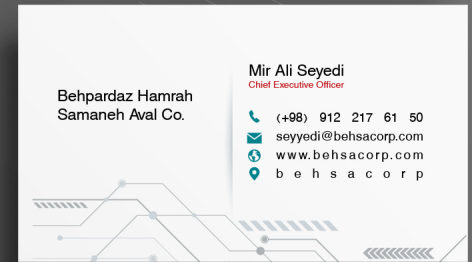 Behpardaz Hamrah
Samaneh Aval Co.
Mir Ali Seyedi
Chief Executive Officer
(+98) 912 217 61 50
seyyedi@behsacorp.com
www.behsacorp.com
behsacorp